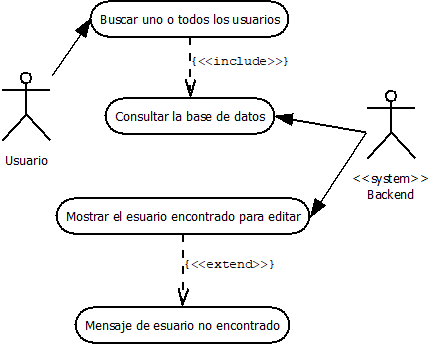 Buscar uno o todos los usuarios
{<<include>>}
Consultar la base de datos
Usuario
<<system>>
Backend
Mostrar el esuario encontrado para editar
{<<extend>>}
Mensaje de esuario no encontrado